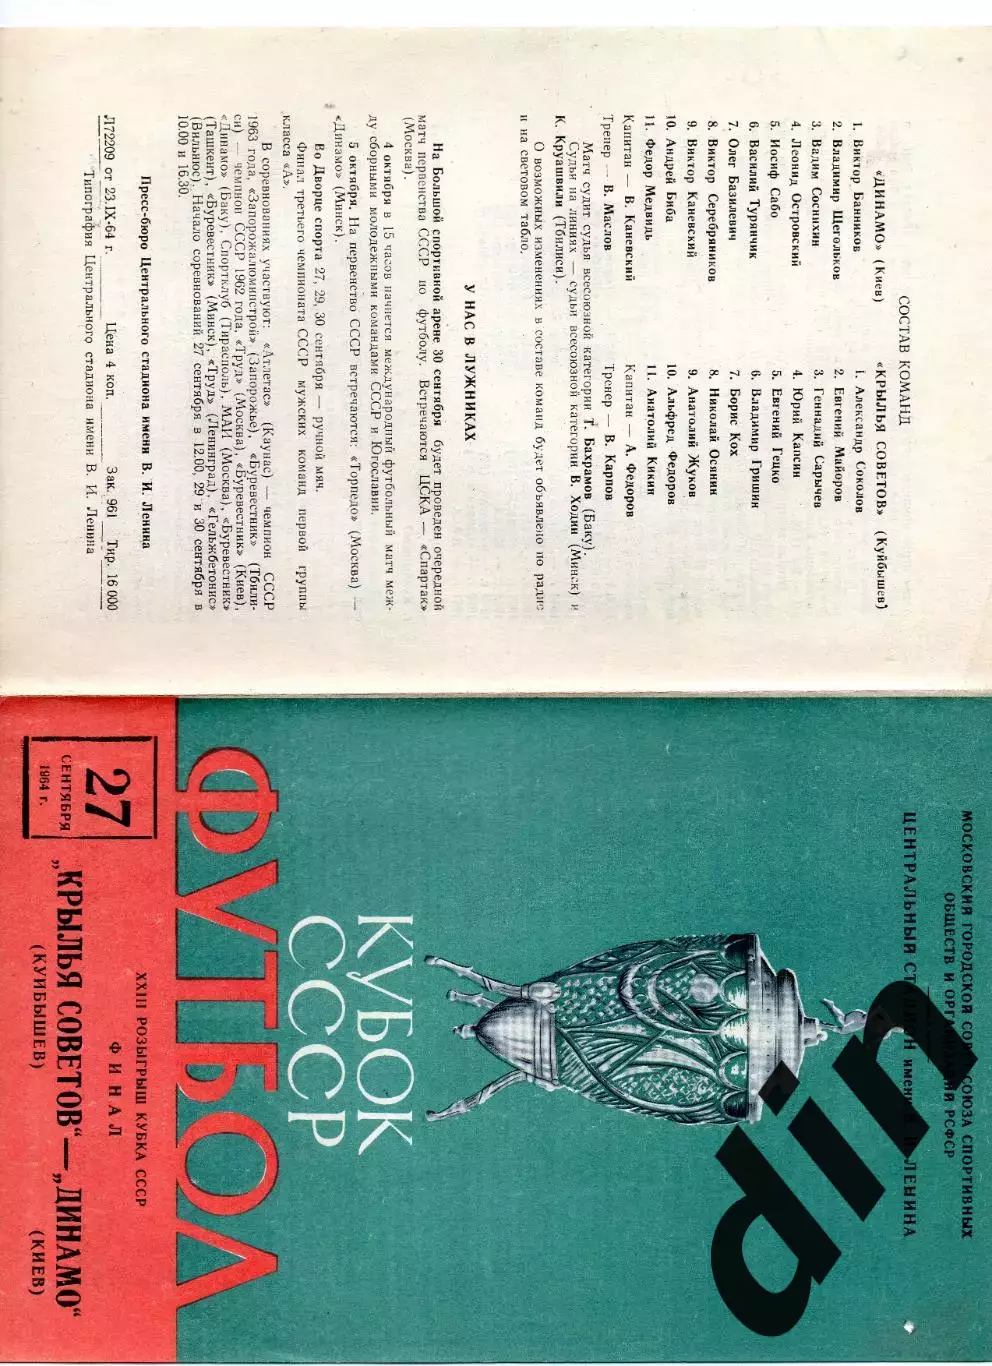 СОСТАВ КОМАНД
«ДИНАМО» (Киев)
1. Виктор Банников
2. Владимир Щегольков
3. Вадим Соснихин
4. Леонид Островский
5. Иосиф Сабо
6. Василий Турянчик
7. Олег Базилевич
8. Виктор Серебряников
9. Виктор Каневский
10. Андрей Биба
11. Федор Медвидь
Капитан — В. Каневский
Тренер — В. Маслов
«КРЫЛЬЯ СОВЕТОВ» (Куйбышев)
1. Александр Соколов
2. Евгений Майоров
3. Геннадий Сарычев
4. Юрий Капсин
5. Евгений Гецко
6. Владимир Гришин
7. Борис Кох
8. Николай Осянин
9. Анатолий Жуков
10. Альфред Федоров
11. Анатолий Кикин
Капитан — А. Федоров
Тренер — В. Карпов
Матч судит судья всесоюзной категории Т. Бахрамов (Баку).
Судьи на линиях — судьи всесоюзной категории В. Ходин (Минск) и
К. Круашвили (Тбилиси).
О возможных изменениях в составе команд будет объявлено по радио
и на световом табло.
У НАС В ЛУЖНИКАХ
На Большой спортивной арене 30 сентября будет проведен очередной
матч первенства СССР по футболу. Встречаются ЦСКА — «Спартак»
(Москва).
4 октября в 15 часов начнется международный футбольный матч меж-
ду сборными молодежными командами СССР и Югославии.
5 октября. На первенство СССР встречаются: «Торпедо» (Москва) —
«Динамо» (Минск).
Во Дворце спорта 27, 29, 30 сентября — ручной мяч.
Финал третьего чемпионата СССР мужских команд первой группы
класса «А».
В соревнованиях участвуют: «Атлетас» (Каунас) — чемпион СССР
1963 года, «Запорожалюминстрой» (Запорожье), «Буревестник» (Тбили-
си) — чемпион СССР 1962 года, «Труд» (Москва), «Буревестник» (Киев),
«Динамо» (Баку), Спортклуб (Тирасполь), МАИ (Москва), «Буревестник»
(Ташкент), «Буревестник» (Минск), «Труд» (Ленинград), «Гельжбетонис»
(Вильнюс). Начало соревнований 27 сентября в 12.00, 29 и 30 сентября в
10.00 и 16.30.
Пресс-бюро Центрального стадиона имени В. И. Ленина
Л72209 от 23.IX-64 г. Цена 4 коп. Зак. 961 Тир. 16 000
Типография Центрального стадиона имени В. И. Ленина
МОСКОВСКИЙ ГОРОДСКОЙ СОВЕТ СОЮЗА СПОРТИВНЫХ
ОБЩЕСТВ И ОРГАНИЗАЦИЙ РСФСР
ЦЕНТРАЛЬНЫЙ СТАДИОН имени В. И. ЛЕНИНА
КУБОК
СССР
ФУТБОЛ
XXIII РОЗЫГРЫШ КУБКА СССР
ФИНАЛ
27
СЕНТЯБРЯ
1964 г.
„КРЫЛЬЯ СОВЕТОВ“ — „ДИНАМО“
(КУЙБЫШЕВ) (КИЕВ)
din